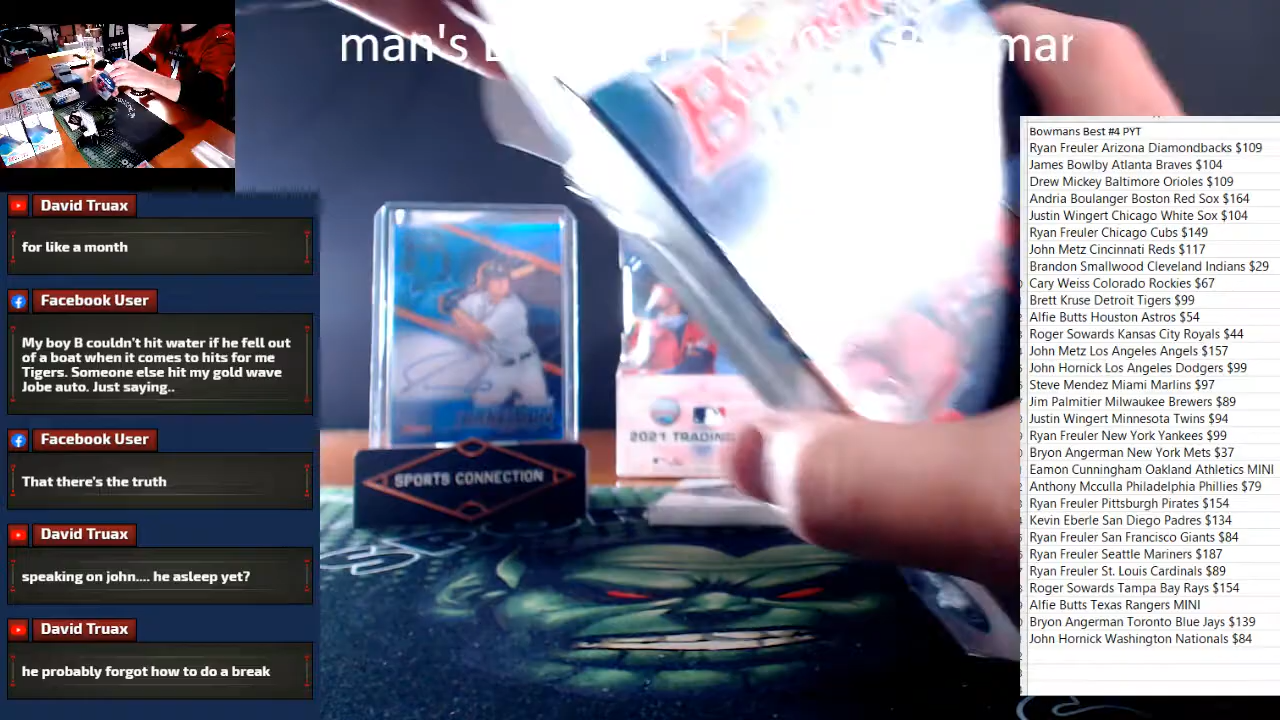 man's
David Truax
for like a month
Facebook User
My boy B couldn't hit water if he fell out
of a boat when it comes to hits for me
Tigers. Someone else hit my gold wave
Jobe auto. Just saying..
Facebook User
That there's the truth
David Truax
speaking on john.... he asleep yet?
David Truax
he probably forgot how to do a break
SPORTS CONNECTION
2021 TRADING
Bowmans Best #4 PYT
Ryan Freuler Arizona Diamondbacks $109
James Bowlby Atlanta Braves $104
Drew Mickey Baltimore Orioles $109
Andria Boulanger Boston Red Sox $164
Justin Wingert Chicago White Sox $104
Ryan Freuler Chicago Cubs $149
John Metz Cincinnati Reds $117
Brandon Smallwood Cleveland Indians $29
Cary Weiss Colorado Rockies $67
Brett Kruse Detroit Tigers $99
Alfie Butts Houston Astros $54
Roger Sowards Kansas City Royals $44
John Metz Los Angeles Angels $157
John Hornick Los Angeles Dodgers $99
Steve Mendez Miami Marlins $97
Jim Palmitier Milwaukee Brewers $89
Justin Wingert Minnesota Twins $94
Ryan Freuler New York Yankees $99
Bryon Angerman New York Mets $37
Eamon Cunningham Oakland Athletics MINI
Anthony Mcculla Philadelphia Phillies $79
Ryan Freuler Pittsburgh Pirates $154
Kevin Eberle San Diego Padres $134
Ryan Freuler San Francisco Giants $84
Ryan Freuler Seattle Mariners $187
Ryan Freuler St. Louis Cardinals $89
Roger Sowards Tampa Bay Rays $154
Alfie Butts Texas Rangers MINI
Bryon Angerman Toronto Blue Jays $139
John Hornick Washington Nationals $84